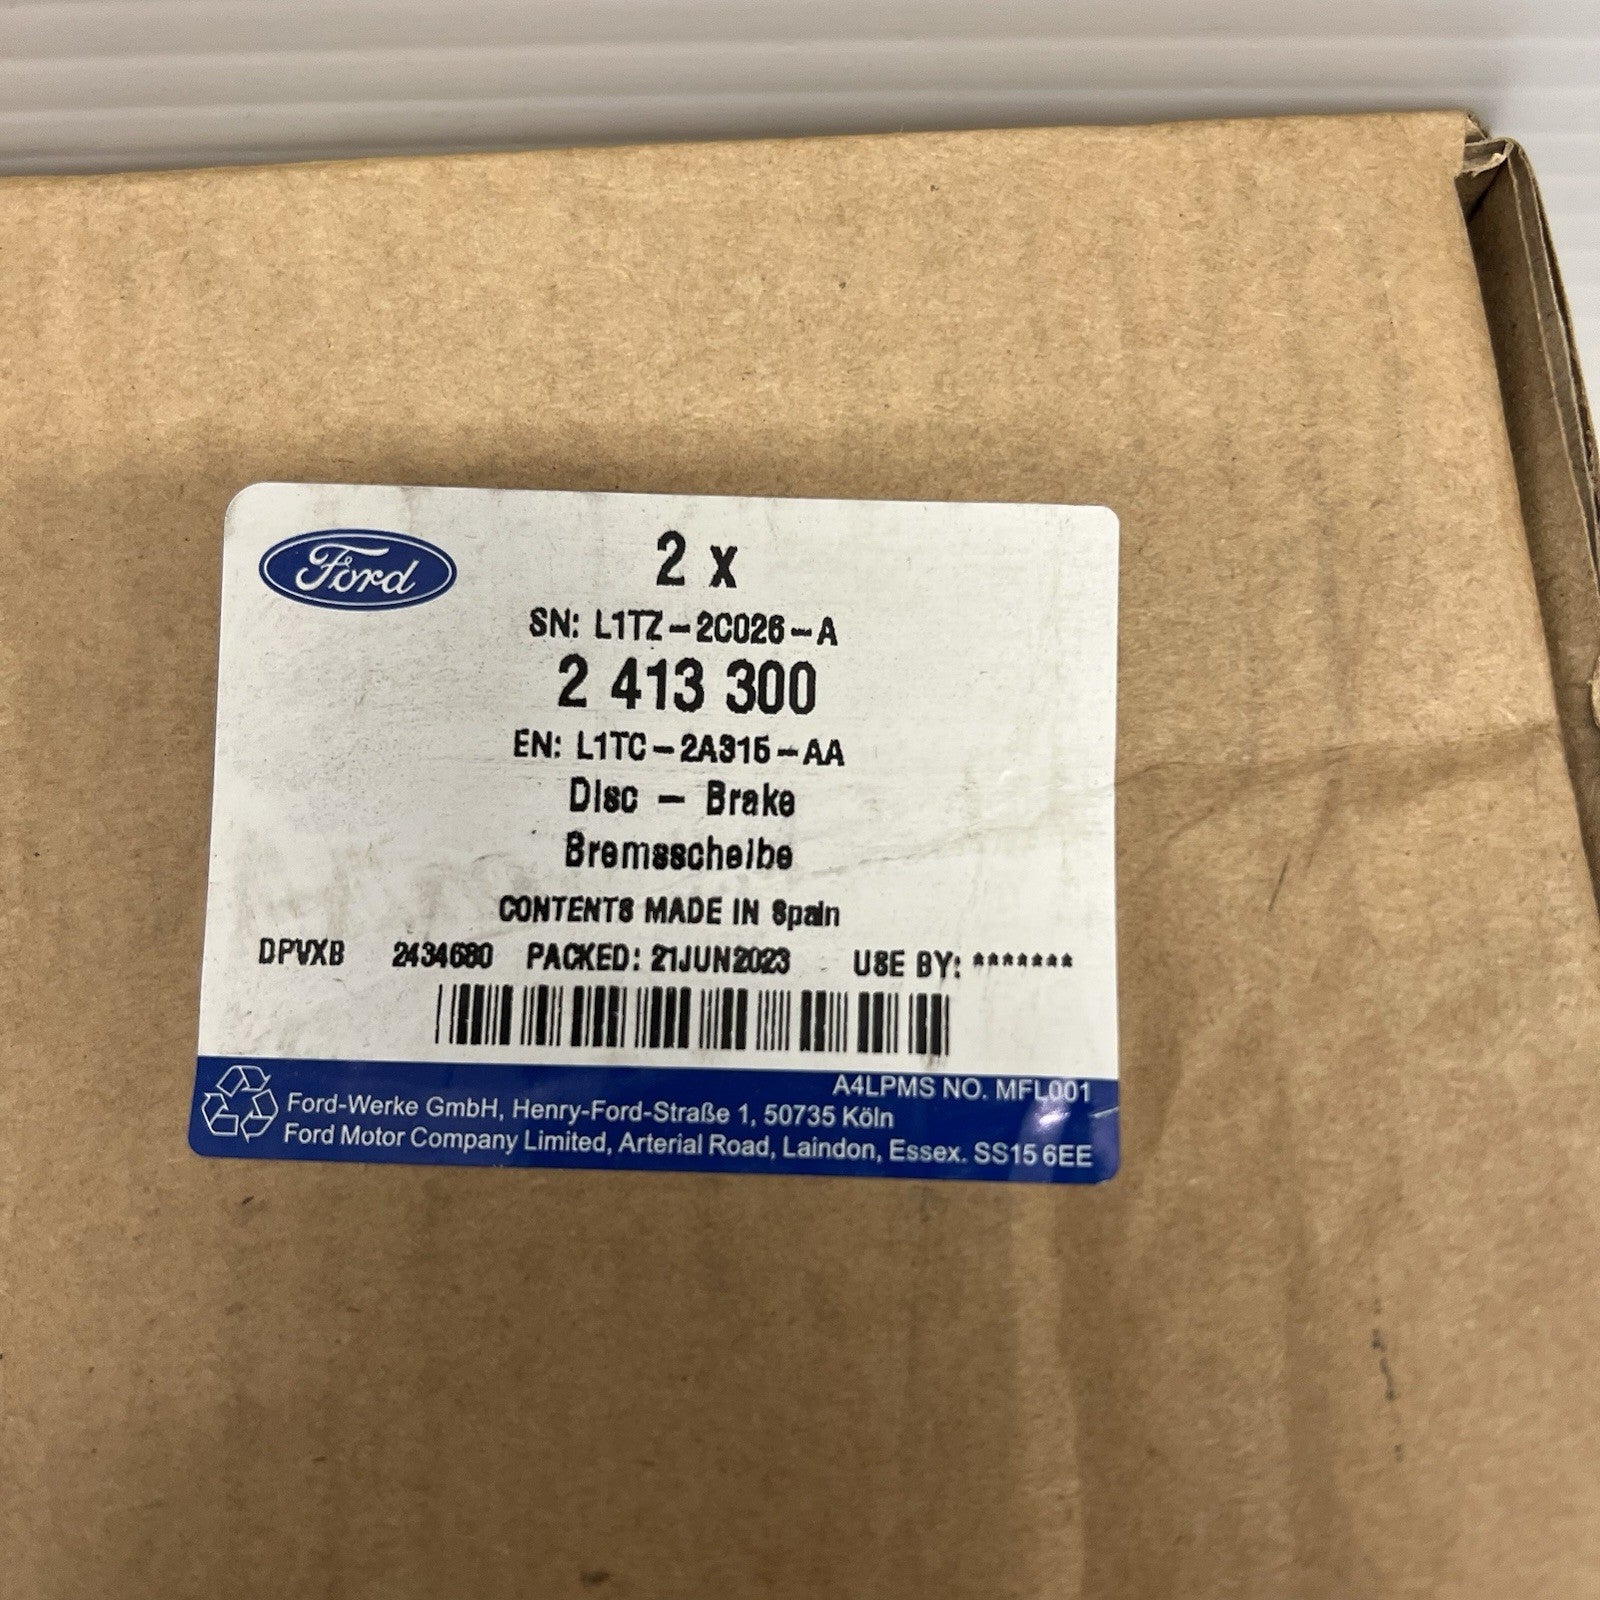 Ford
2 x
SN: L1TZ-2C026-A
2 413 300
EN: L1TC-2A315-AA
Disc - Brake
Bremsscheibe
CONTENTS MADE IN Spain
DPVXB 2434680 PACKED: 21JUN2023 USE BY: *******
A4LPMS NO. MFL001
Ford-Werke GmbH, Henry-Ford-Straße 1, 50735 Köln
Ford Motor Company Limited, Arterial Road, Laindon, Essex. SS15 6EE